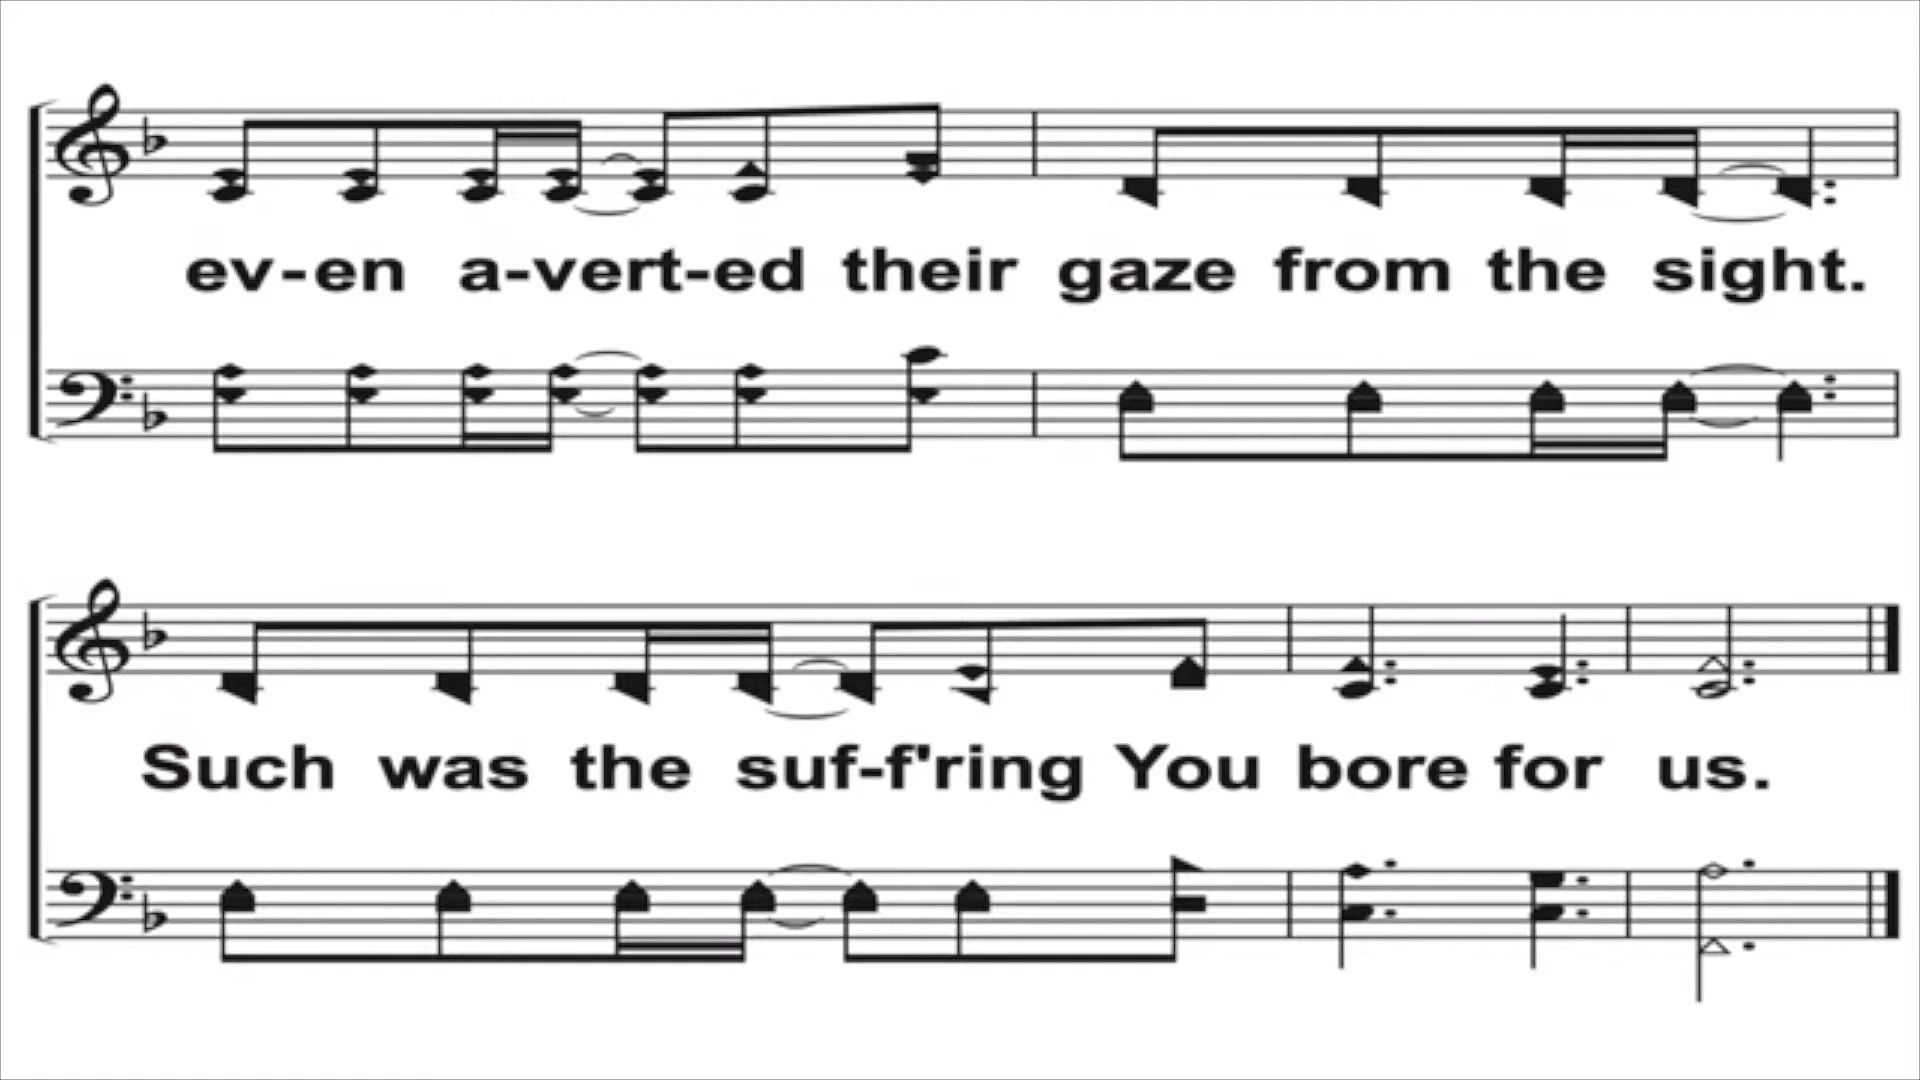 ev-en a-vert-ed their gaze from the sight.
Such was the suf-f'ring You bore for us.